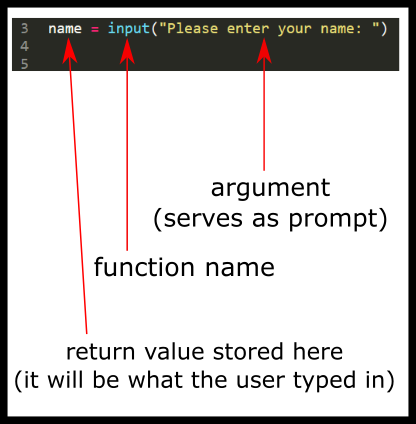 3 name = input("Please enter your name: ")
4
5
argument
(serves as prompt)
function name
return value stored here
(it will be what the user typed in)